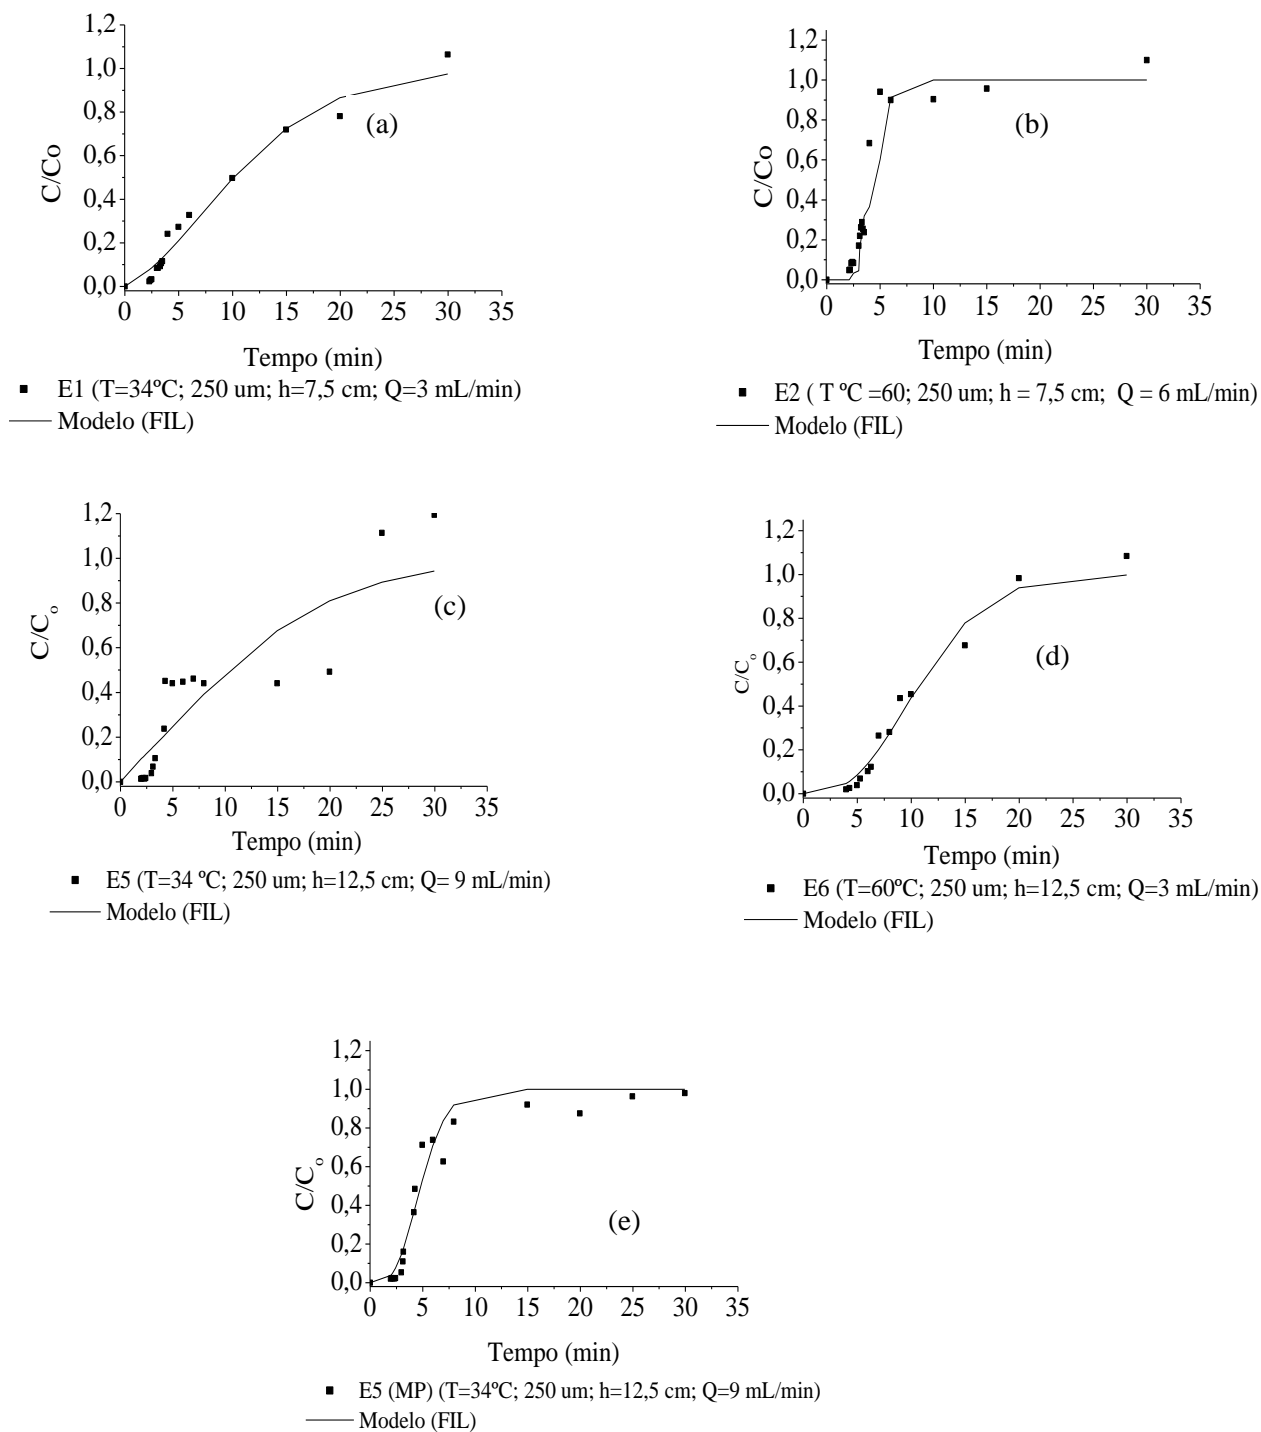 1,2
1,0
0,8
0,6
0,4
0,2
0,0
C/Co
(a)
0 5 10 15 20 25 30 35
Tempo (min)
E1 (T=34ºC; 250 um; h=7,5 cm; Q=3 mL/min)
Modelo (FIL)
1,2
1,0
0,8
0,6
0,4
0,2
0,0
C/Co
(b)
0 5 10 15 20 25 30 35
Tempo (min)
E2 ( T ºC =60; 250 um; h = 7,5 cm; Q = 6 mL/min)
Modelo (FIL)
1,2
1,0
0,8
0,6
0,4
0,2
0,0
C/Co
(c)
0 5 10 15 20 25 30 35
Tempo (min)
E5 (T=34 ºC; 250 um; h=12,5 cm; Q= 9 mL/min)
Modelo (FIL)
1,2
1,0
0,8
0,6
0,4
0,2
0,0
C/Co
(d)
0 5 10 15 20 25 30 35
Tempo (min)
E6 (T=60ºC; 250 um; h=12,5 cm; Q=3 mL/min)
Modelo (FIL)
1,2
1,0
0,8
0,6
0,4
0,2
0,0
C/Co
(e)
0 5 10 15 20 25 30 35
Tempo (min)
E5 (MP) (T=34ºC; 250 um; h=12,5 cm; Q=9 mL/min)
Modelo (FIL)